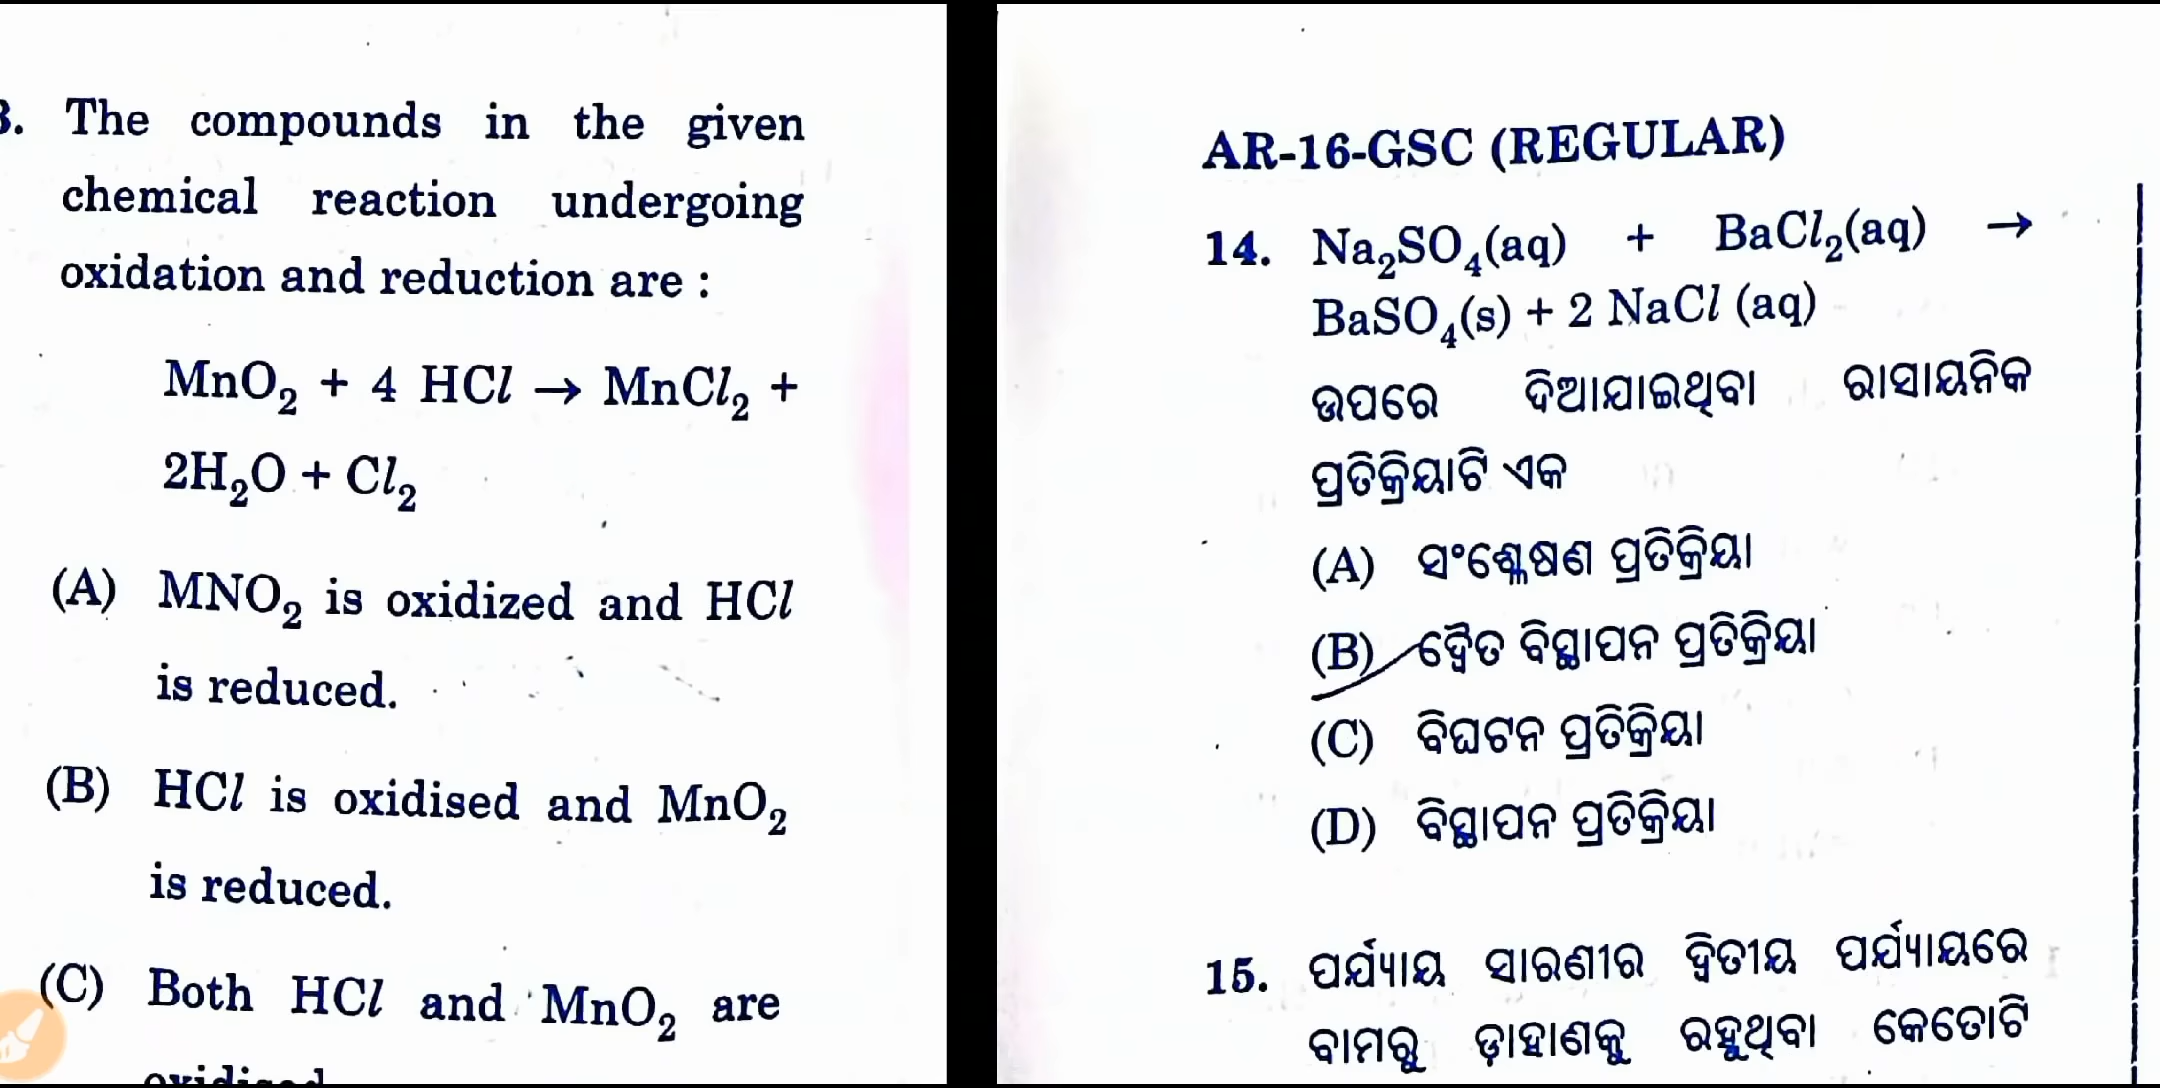 3. The compounds in the given
chemical reaction undergoing
oxidation and reduction are :
MnO₂ + 4 HCl → MnCl₂ +
2H₂O + Cl₂
(A) MNO₂ is oxidized and HCl
is reduced.
(B) HCl is oxidised and MnO₂
is reduced.
(C) Both HCl and MnO₂ are
oxidised
AR-16-GSC (REGULAR)
14. Na₂SO₄(aq) + BaCl₂(aq) →
BaSO₄(s) + 2 NaCl (aq)
ଉପରେ ଦିଆଯାଇଥିବା ରାସାୟନିକ
ପ୍ରତିକ୍ରିୟାଟି ଏକ
(A) ସଂଶ୍ଳେଷଣ ପ୍ରତିକ୍ରିୟା
(B) ଦ୍ୱୈତ ବିସ୍ଥାପନ ପ୍ରତିକ୍ରିୟା
(C) ବିଘଟନ ପ୍ରତିକ୍ରିୟା
(D) ବିସ୍ଥାପନ ପ୍ରତିକ୍ରିୟା
15. ପର୍ଯ୍ୟାୟ ସାରଣୀର ଦ୍ୱିତୀୟ ପର୍ଯ୍ୟାୟରେ
ବାମରୁ ଡ଼ାହାଣକୁ ରହୁଥିବା କେତୋଟି